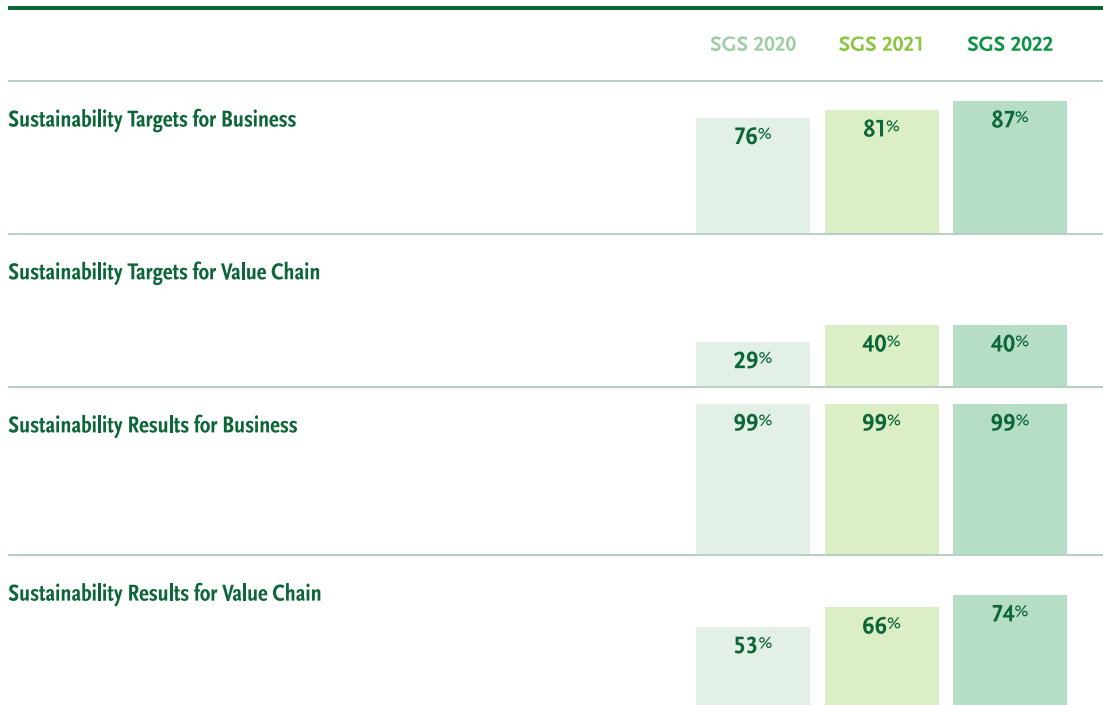 SGS 2020 SGS 2021 SGS 2022
Sustainability Targets for Business
76% 81% 87%
Sustainability Targets for Value Chain
29% 40% 40%
Sustainability Results for Business
99% 99% 99%
Sustainability Results for Value Chain
53% 66% 74%